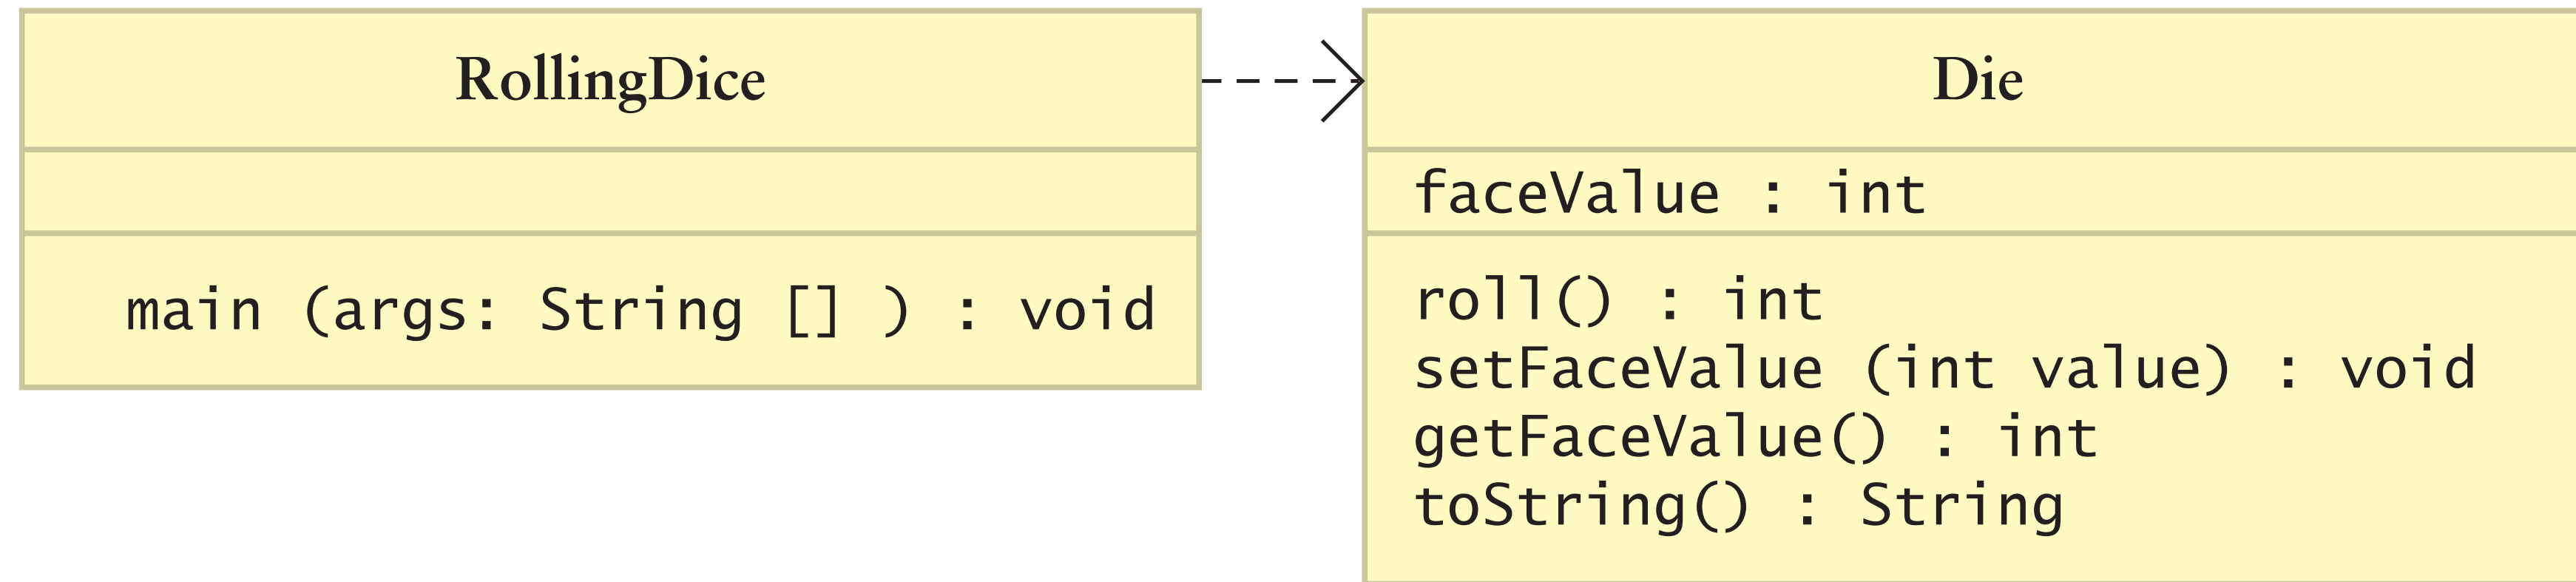 RollingDice
main (args: String [] ) : void
Die
faceValue : int
roll() : int
setFaceValue (int value) : void
getFaceValue() : int
toString() : String